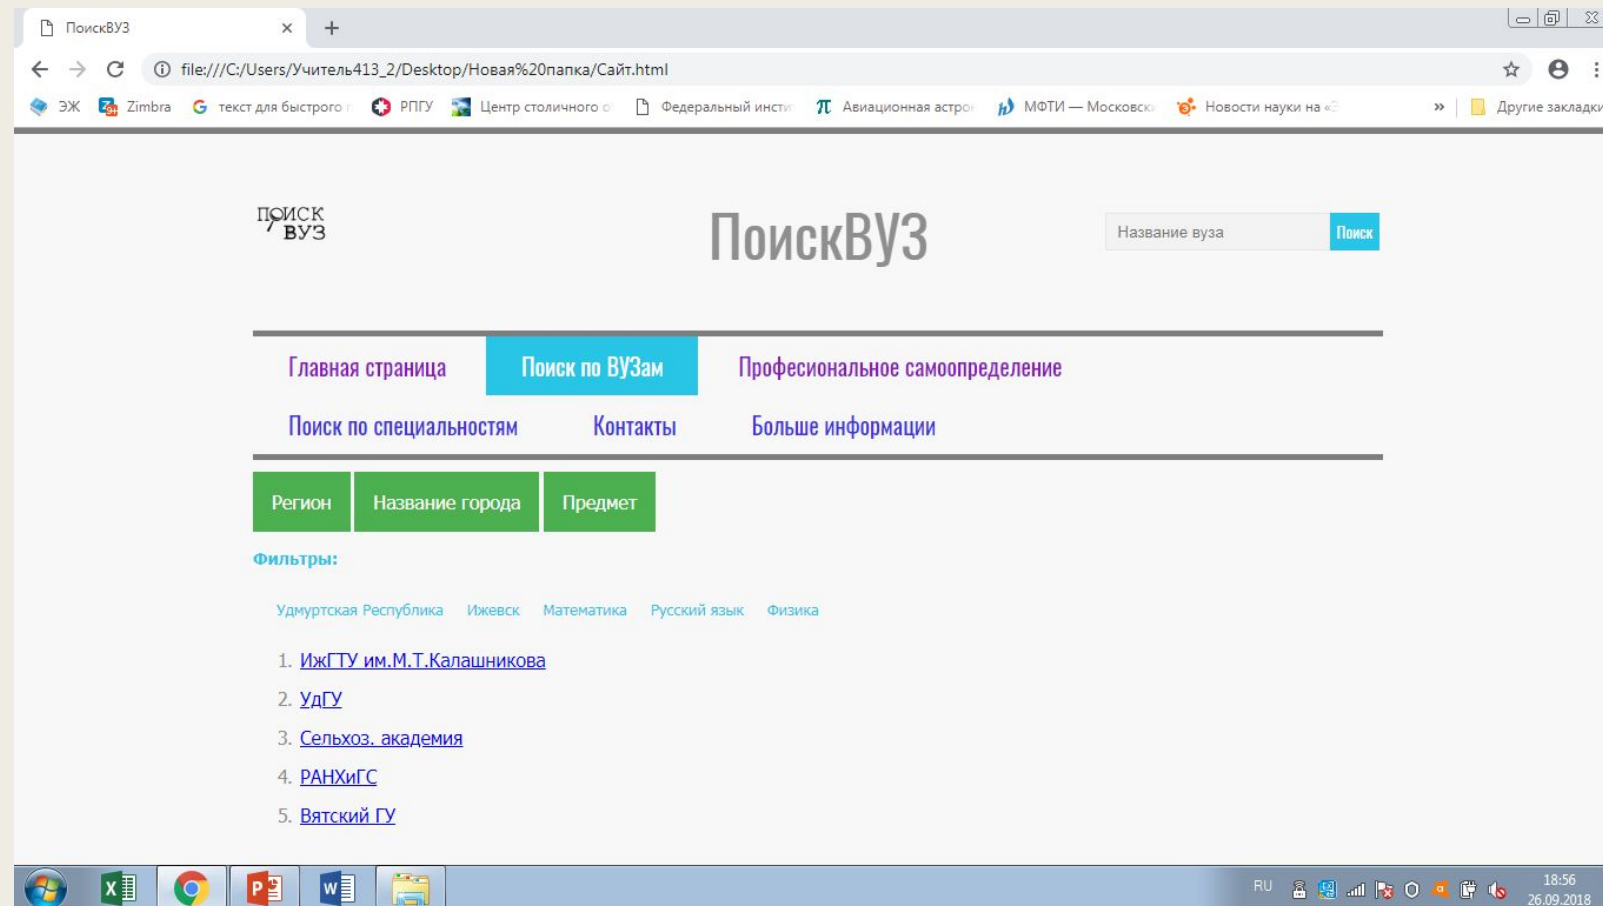 ПоискВУЗ
file:///C:/Users/Учитель413_2/Desktop/Новая%20папка/Сайт.html
ЭЖ Zimbra текст для быстрого РПГУ Центр столичного Федеральный Авиационная МФТИ — Новости науки на » Другие закладки
ПОИСК
ВУЗ
ПоискВУЗ
Название вуза Поиск
Главная страница Поиск по ВУЗам Професиональное самоопределение
Поиск по специальностям Контакты Больше информации
Регион Название города Предмет
Фильтры:
Удмуртская Республика Ижевск Математика Русский язык Физика
1. ИжГТУ им.М.Т.Калашникова
2. УдГУ
3. Сельхоз. академия
4. РАНХиГС
5. Вятский ГУ
RU 18:56
26.09.2018